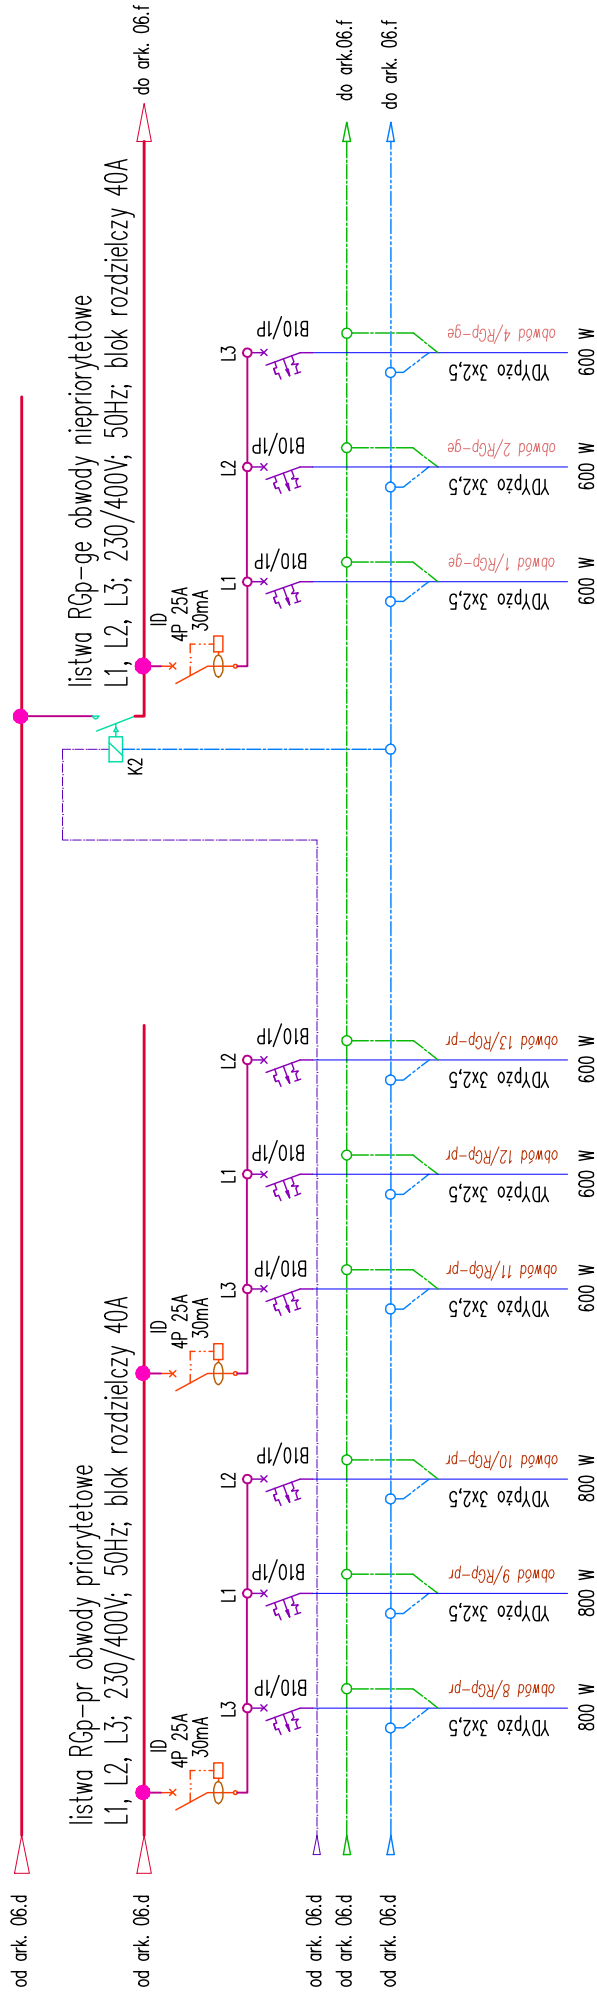 od ark. 06.d
od ark. 06.d
od ark. 06.d
od ark. 06.d
od ark. 06.d
listwa RGp-pr obwody priorytetowe
L1, L2, L3; 230/400V; 50Hz; blok rozdzielczy 40A
ID
4P 25A
30mA
L3
B10/1P
obwód 8/RGp-pr
YDYpżo 3x2,5
800 W
L1
B10/1P
obwód 9/RGp-pr
YDYpżo 3x2,5
800 W
L2
B10/1P
obwód 10/RGp-pr
YDYpżo 3x2,5
800 W
ID
4P 25A
30mA
L3
B10/1P
obwód 11/RGp-pr
YDYpżo 3x2,5
600 W
L1
B10/1P
obwód 12/RGp-pr
YDYpżo 3x2,5
600 W
L2
B10/1P
obwód 13/RGp-pr
YDYpżo 3x2,5
600 W
K2
listwa RGp-ge obwody niepriorytetowe
L1, L2, L3; 230/400V; 50Hz; blok rozdzielczy 40A
ID
4P 25A
30mA
L1
B10/1P
obwód 1/RGp-ge
YDYpżo 3x2,5
600 W
L2
B10/1P
obwód 2/RGp-ge
YDYpżo 3x2,5
600 W
L3
B10/1P
obwód 4/RGp-ge
YDYpżo 3x2,5
600 W
do ark. 06.f
do ark.06.f
do ark. 06.f